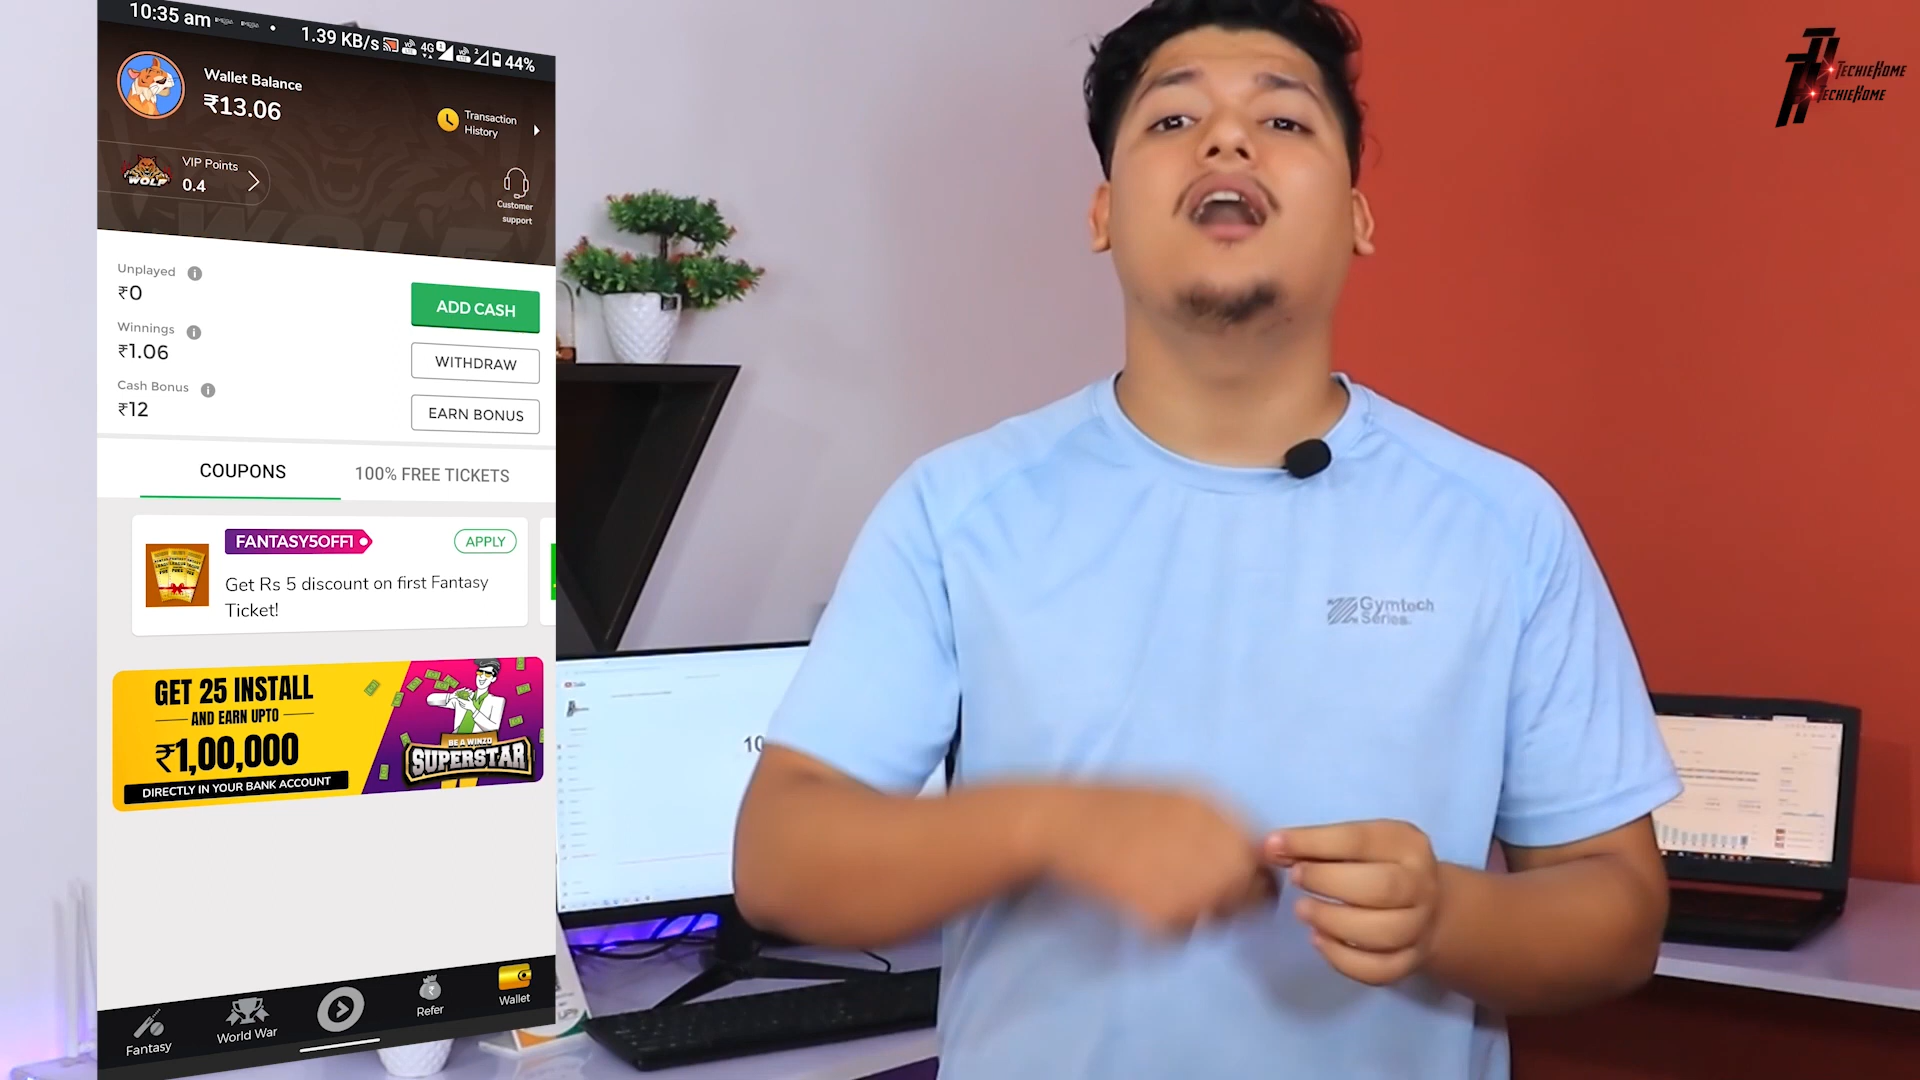 10:35 am
1.39 KB/s
4G
44%
Wallet Balance
₹13.06
Transaction
History
WOLF
VIP Points
0.4
Customer
support
Unplayed
₹0
Winnings
₹1.06
Cash Bonus
₹12
ADD CASH
WITHDRAW
EARN BONUS
COUPONS
100% FREE TICKETS
FANTASY5OFF1
APPLY
Get Rs 5 discount on first Fantasy
Ticket!
GET 25 INSTALL
AND EARN UPTO
₹1,00,000
DIRECTLY IN YOUR BANK ACCOUNT
BE A WINZO
SUPERSTAR
Fantasy
World War
Refer
Wallet
TECHIEHOME
TECHIEHOME
Gymtech
Series.
10